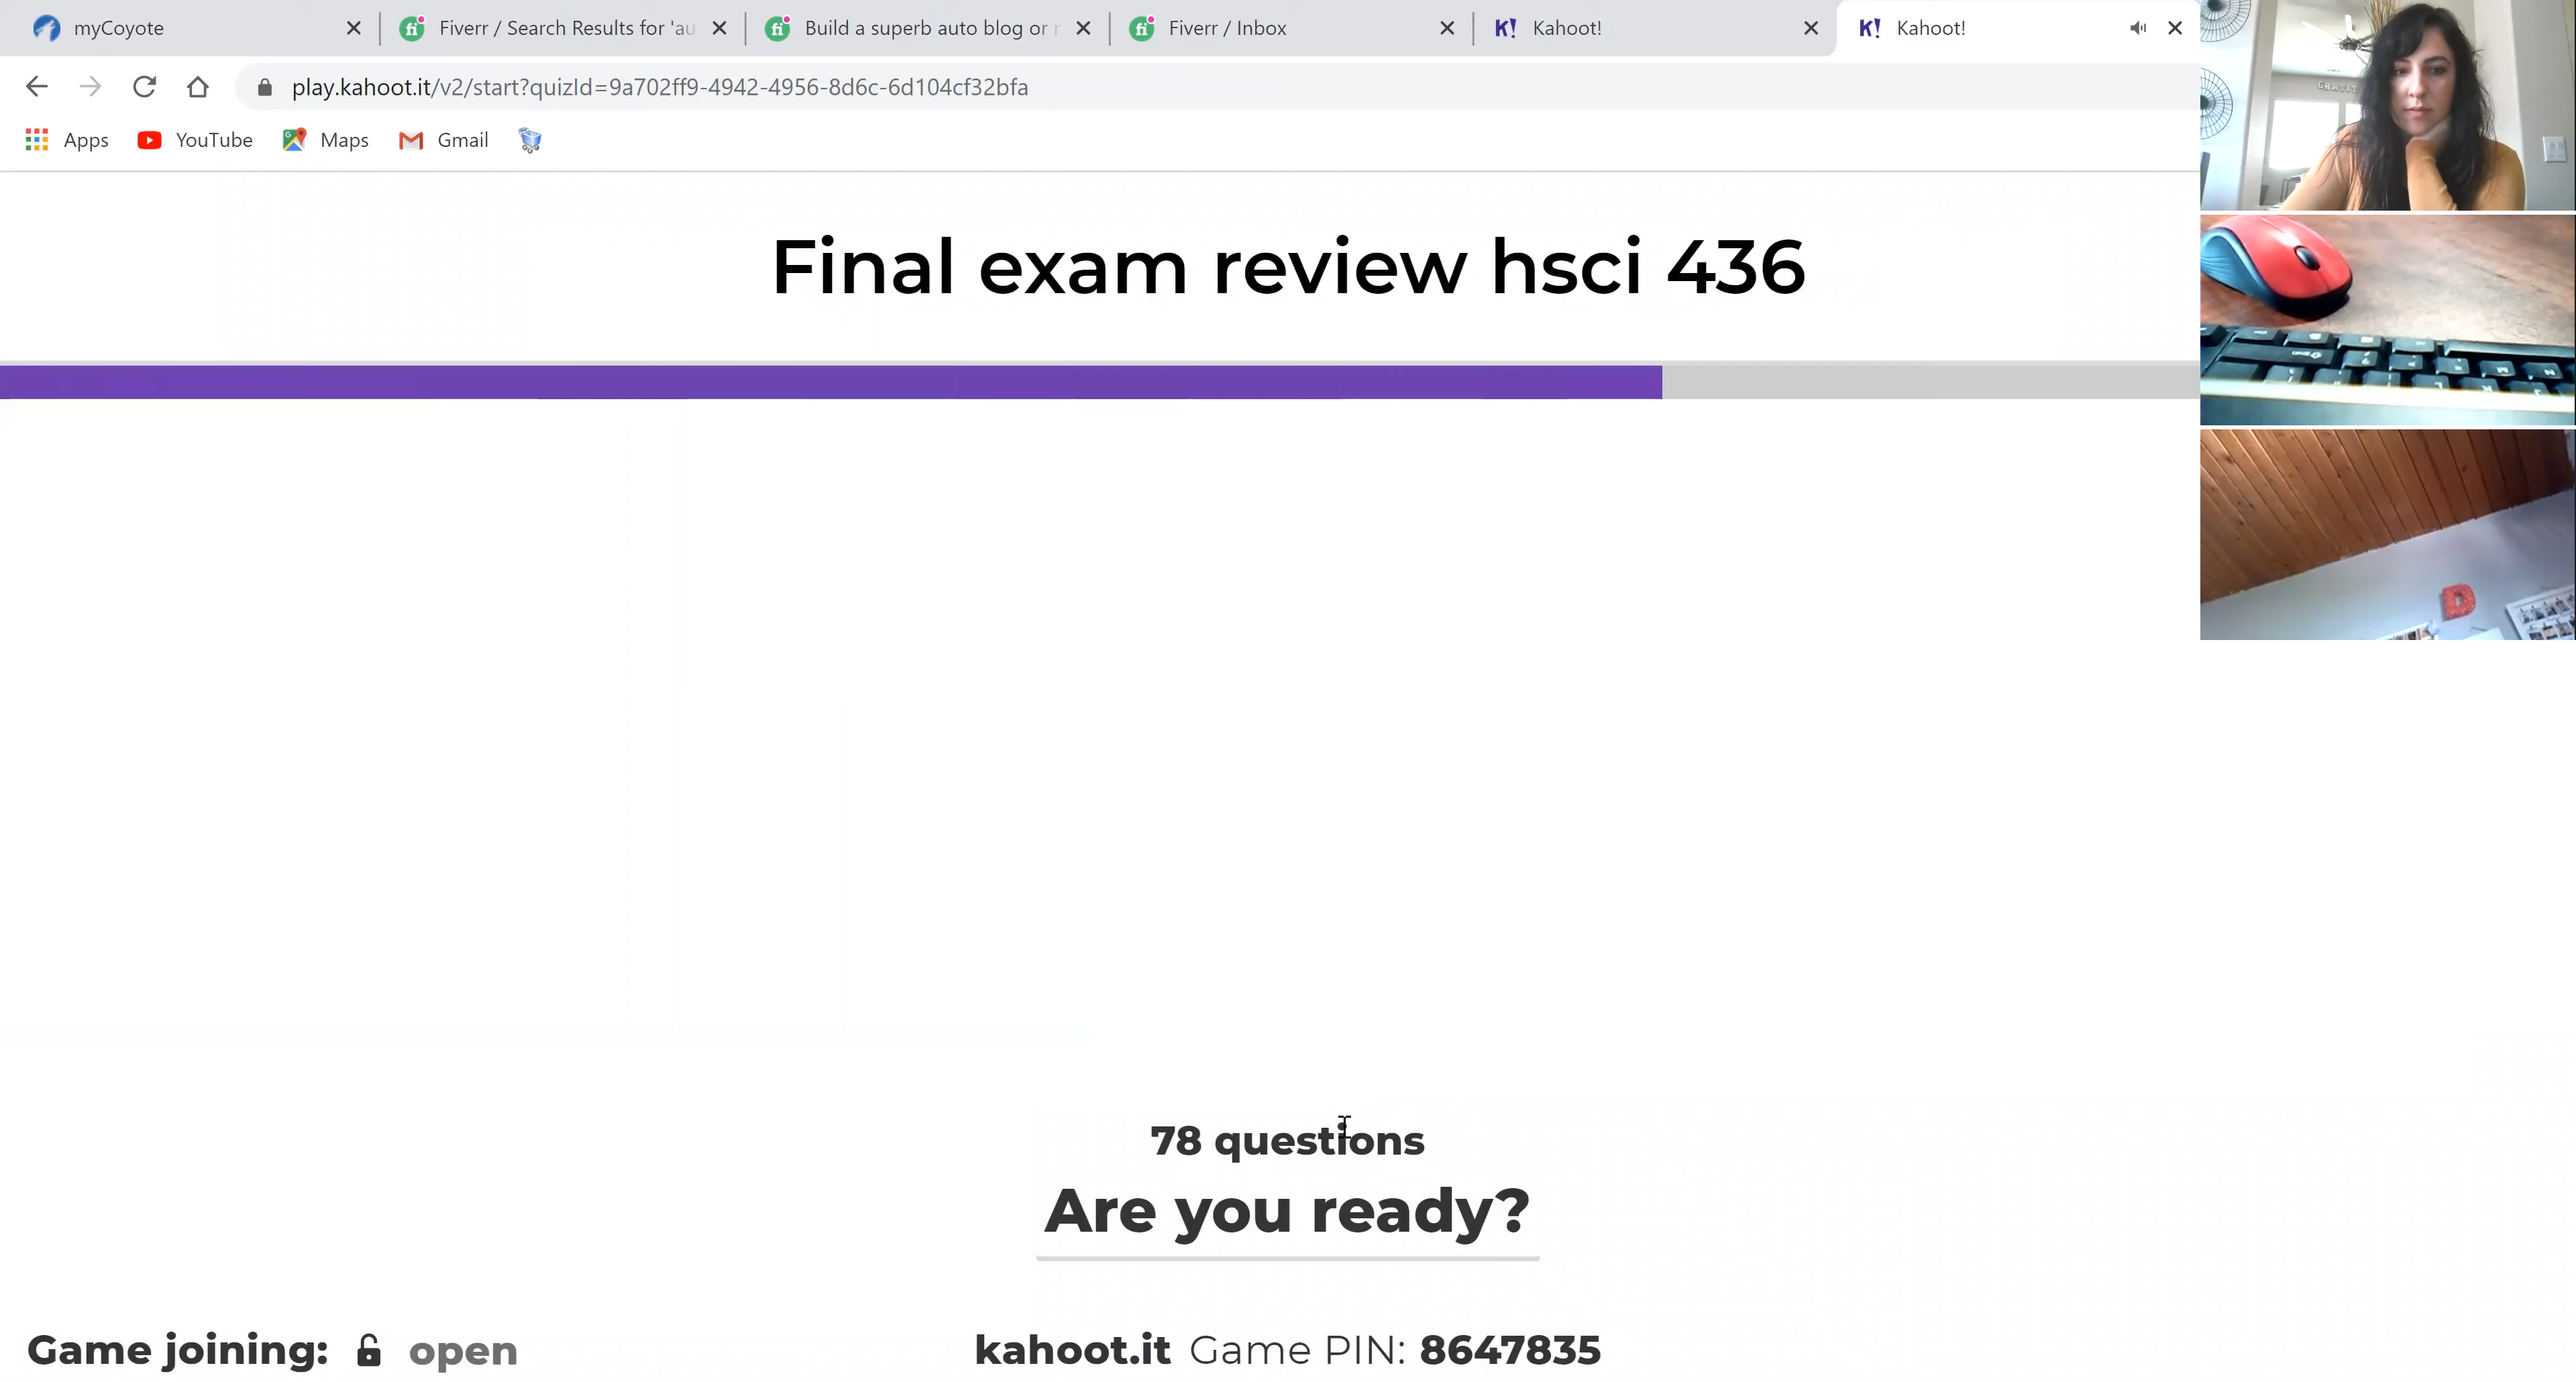 myCoyote
Fiverr / Search Results for 'au
Build a superb auto blog or
Fiverr / Inbox
K! Kahoot!
K! Kahoot!
play.kahoot.it/v2/start?quizId=9a702ff9-4942-4956-8d6c-6d104cf32bfa
Apps YouTube Maps Gmail
Final exam review hsci 436
78 questions
Are you ready?
Game joining: open
kahoot.it Game PIN: 8647835
D